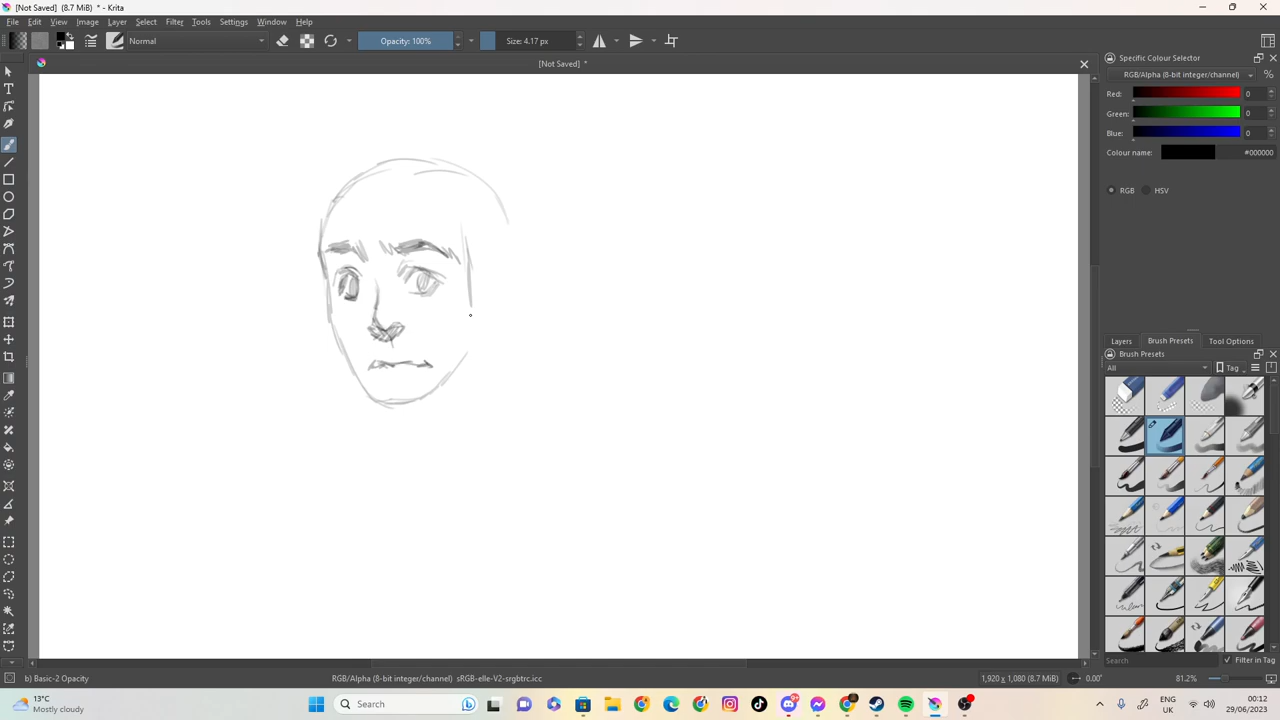 [Not Saved] (8.7 MiB) * - Krita
File Edit View Image Layer Select Filter Tools Settings Window Help
Normal Opacity: 100% Size: 4.17 px
[Not Saved] *
Specific Colour Selector
RGB/Alpha (8-bit integer/channel) %
Red: 0
Green: 0
Blue: 0
Colour name: #000000
RGB HSV
Layers Brush Presets Tool Options
Brush Presets
All Tag
Search Filter in Tag
b) Basic-2 Opacity RGB/Alpha (8-bit integer/channel) sRGB-elle-V2-srgbtrc.icc 1,920 x 1,080 (8.7 MiB) 0.00° 81.2%
13°C
Mostly cloudy
Search
ENG
UK
00:12
29/06/2023